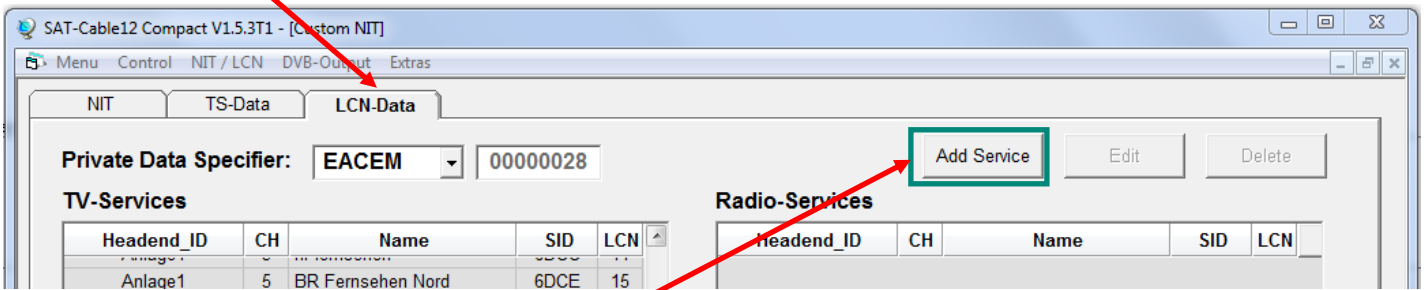 SAT-Cable12 Compact V1.5.3T1 - [Custom NIT]
Menu Control NIT / LCN DVB-Output Extras
NIT TS-Data LCN-Data
Private Data Specifier: EACEM 00000028 Add Service Edit Delete
TV-Services Radio-Services
Headend_ID CH Name SID LCN Headend_ID CH Name SID LCN
Anlage1 5 BR Fernsehen Nord 6DCE 15